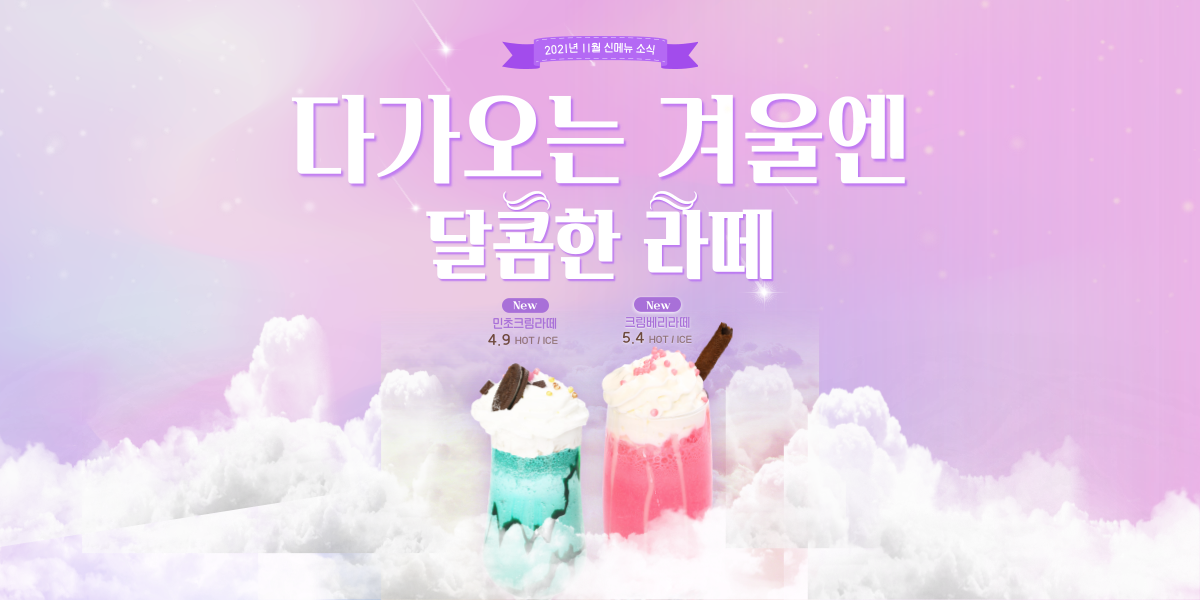 2021년 11월 신메뉴 소식
다가오는 겨울엔
달콤한 라떼
New
민초크림라떼
4.9 HOT / ICE
New
크림베리라떼
5.4 HOT / ICE